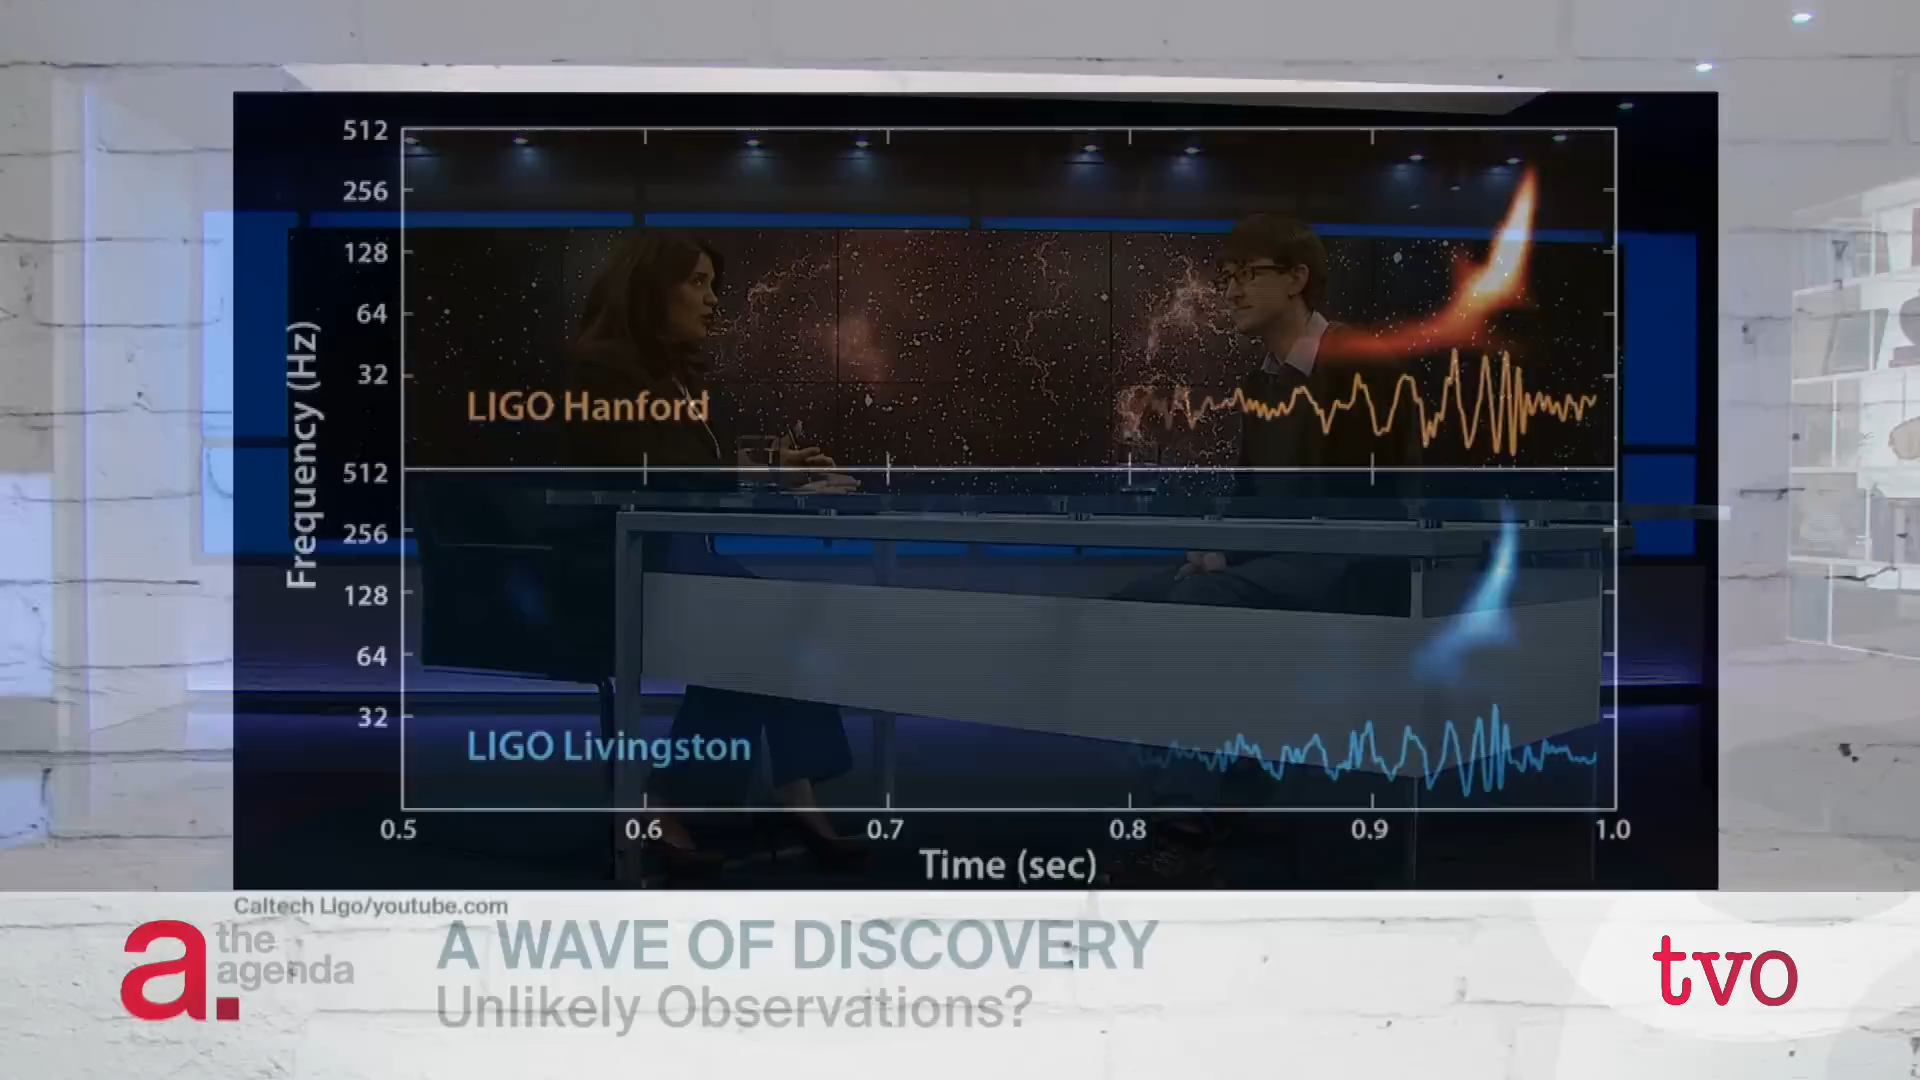 512
256
128
64
32
LIGO Hanford
Frequency (Hz)
512
256
128
64
32
LIGO Livingston
0.5 0.6 0.7 0.8 0.9 1.0
Time (sec)
Caltech Ligo/youtube.com
a. the agenda
A WAVE OF DISCOVERY
Unlikely Observations?
tvo